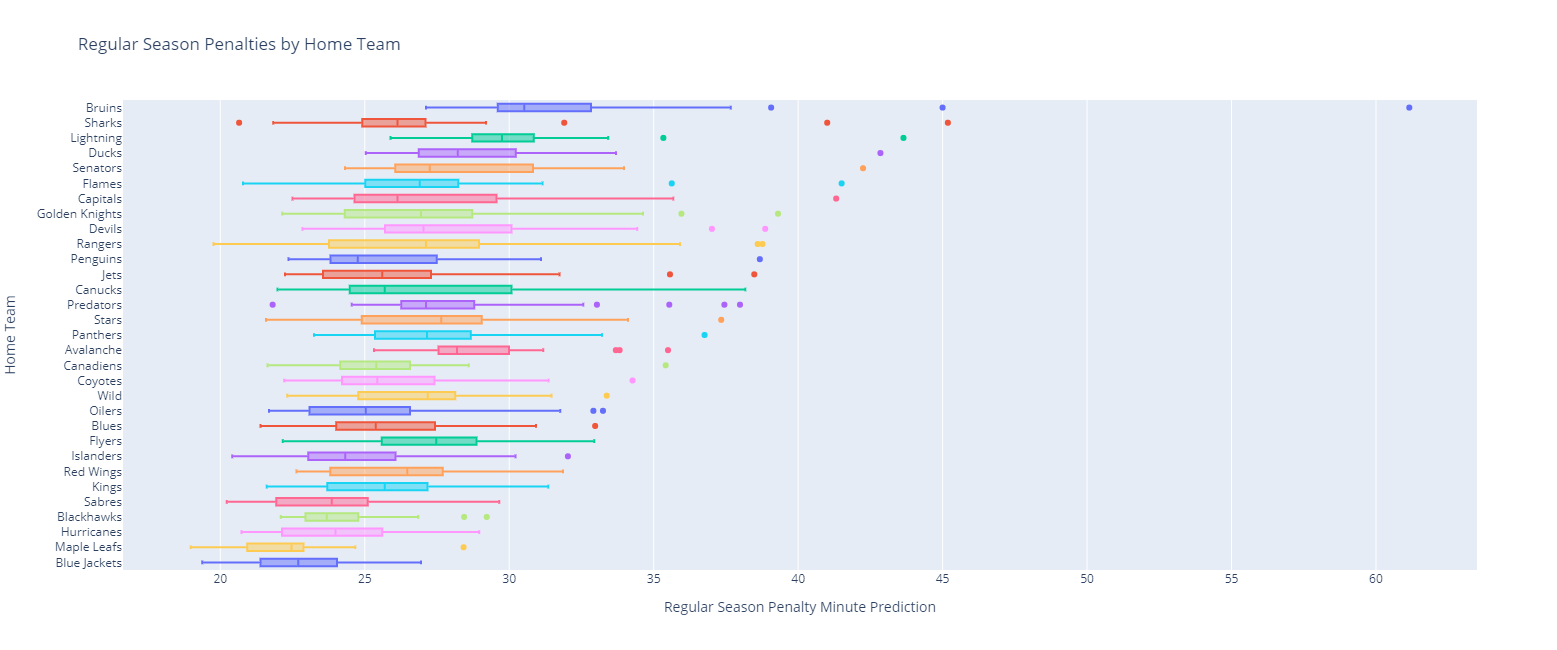 Regular Season Penalties by Home Team
Bruins
Sharks
Lightning
Ducks
Senators
Flames
Capitals
Golden Knights
Devils
Rangers
Penguins
Jets
Canucks
Predators
Stars
Panthers
Avalanche
Canadiens
Coyotes
Wild
Oilers
Blues
Flyers
Islanders
Red Wings
Kings
Sabres
Blackhawks
Hurricanes
Maple Leafs
Blue Jackets
Home Team
20 25 30 35 40 45 50 55 60
Regular Season Penalty Minute Prediction